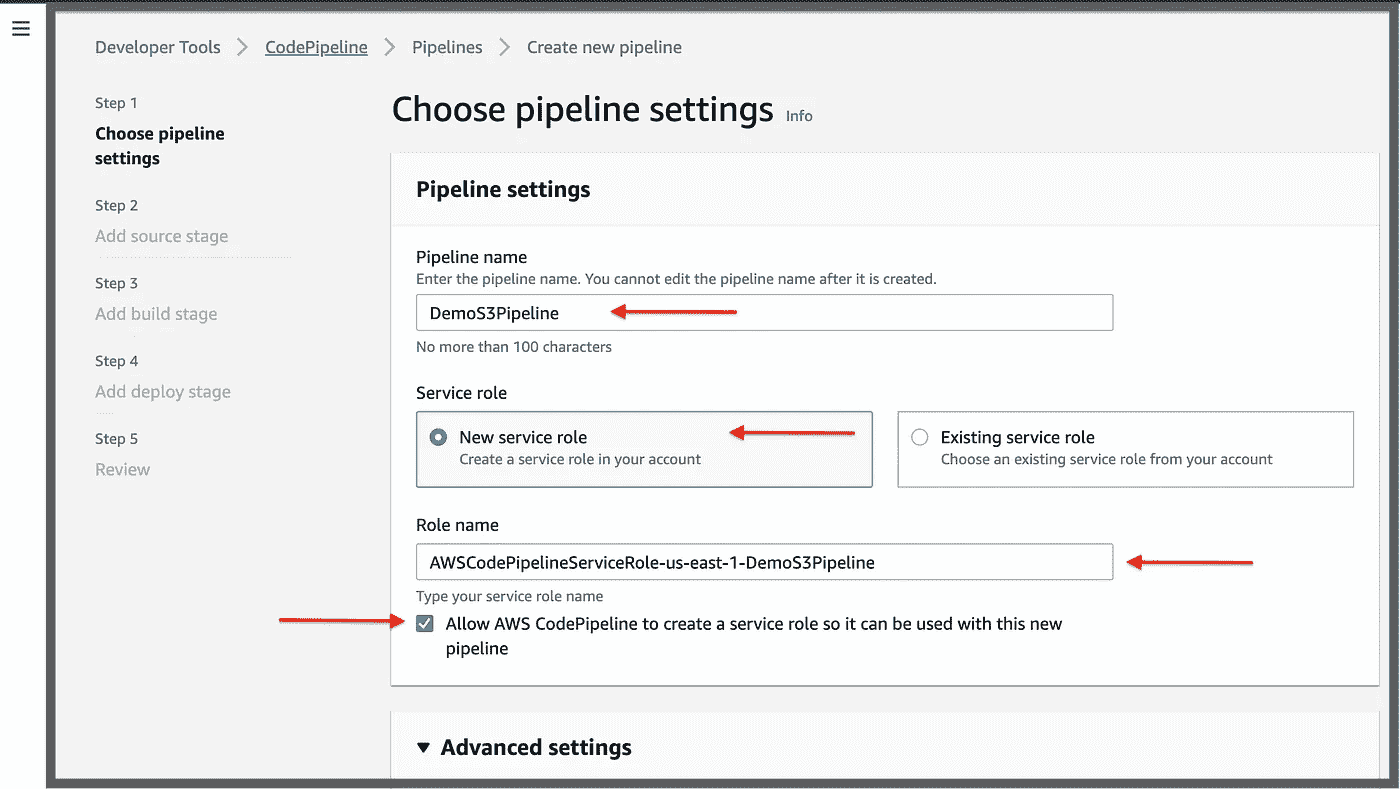 Developer Tools > CodePipeline > Pipelines > Create new pipeline
Step 1
Choose pipeline
settings
Step 2
Add source stage
Step 3
Add build stage
Step 4
Add deploy stage
Step 5
Review
Choose pipeline settings Info
Pipeline settings
Pipeline name
Enter the pipeline name. You cannot edit the pipeline name after it is created.
DemoS3Pipeline
No more than 100 characters
Service role
New service role
Create a service role in your account
Existing service role
Choose an existing service role from your account
Role name
AWSCodePipelineServiceRole-us-east-1-DemoS3Pipeline
Type your service role name
Allow AWS CodePipeline to create a service role so it can be used with this new
pipeline
Advanced settings